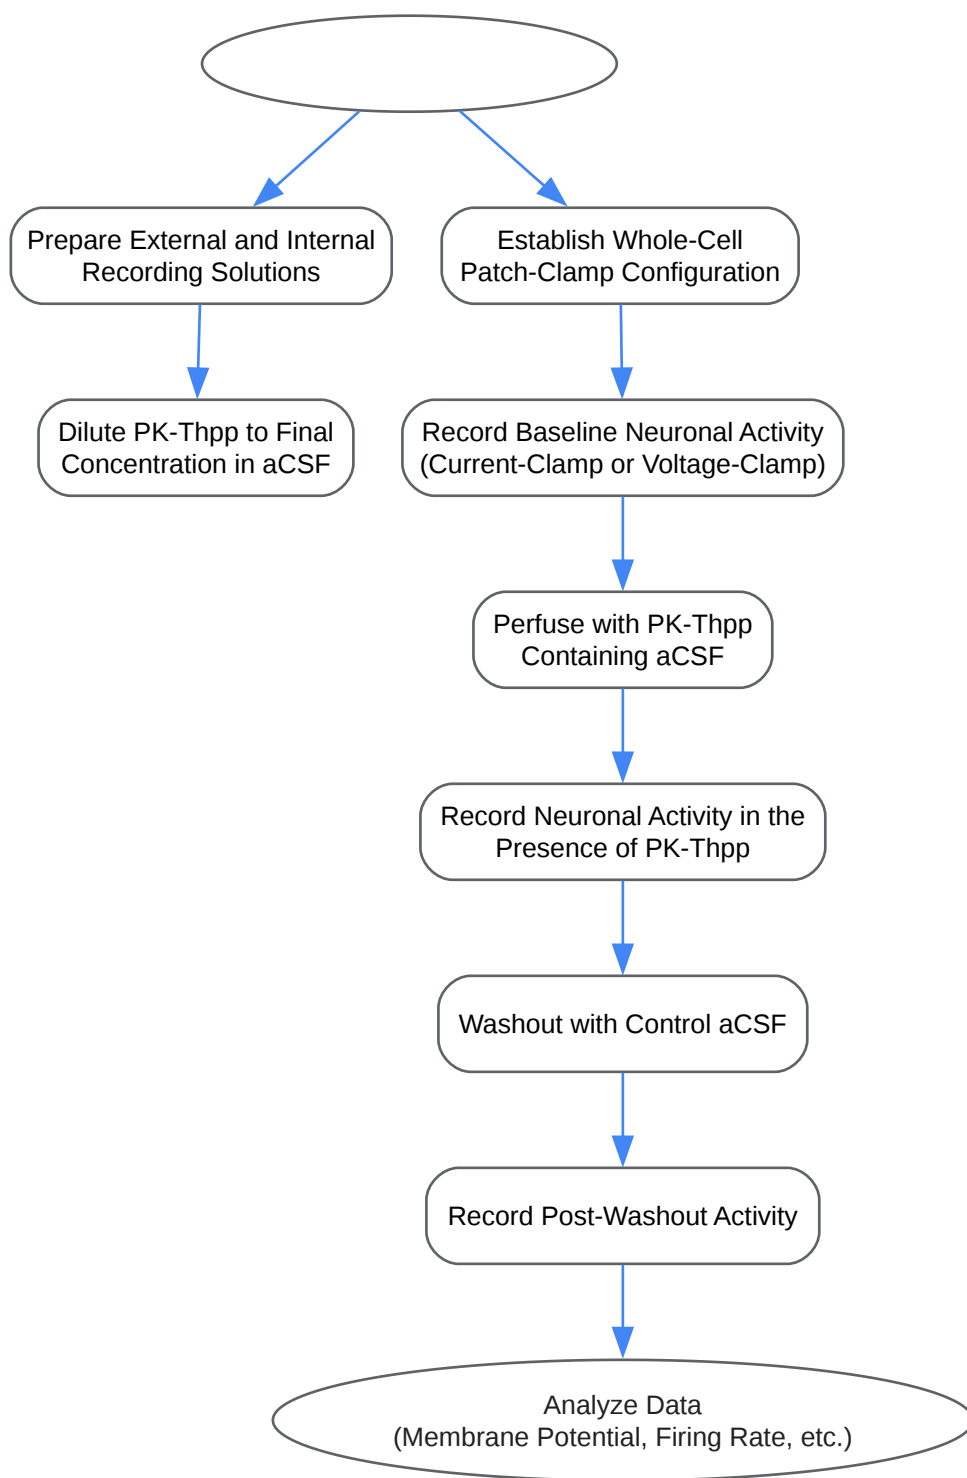 Prepare External and Internal
Recording Solutions
Establish Whole-Cell
Patch-Clamp Configuration
Dilute PK-Thpp to Final
Concentration in aCSF
Record Baseline Neuronal Activity
(Current-Clamp or Voltage-Clamp)
Perfuse with PK-Thpp
Containing aCSF
Record Neuronal Activity in the
Presence of PK-Thpp
Washout with Control aCSF
Record Post-Washout Activity
Analyze Data
(Membrane Potential, Firing Rate, etc.)